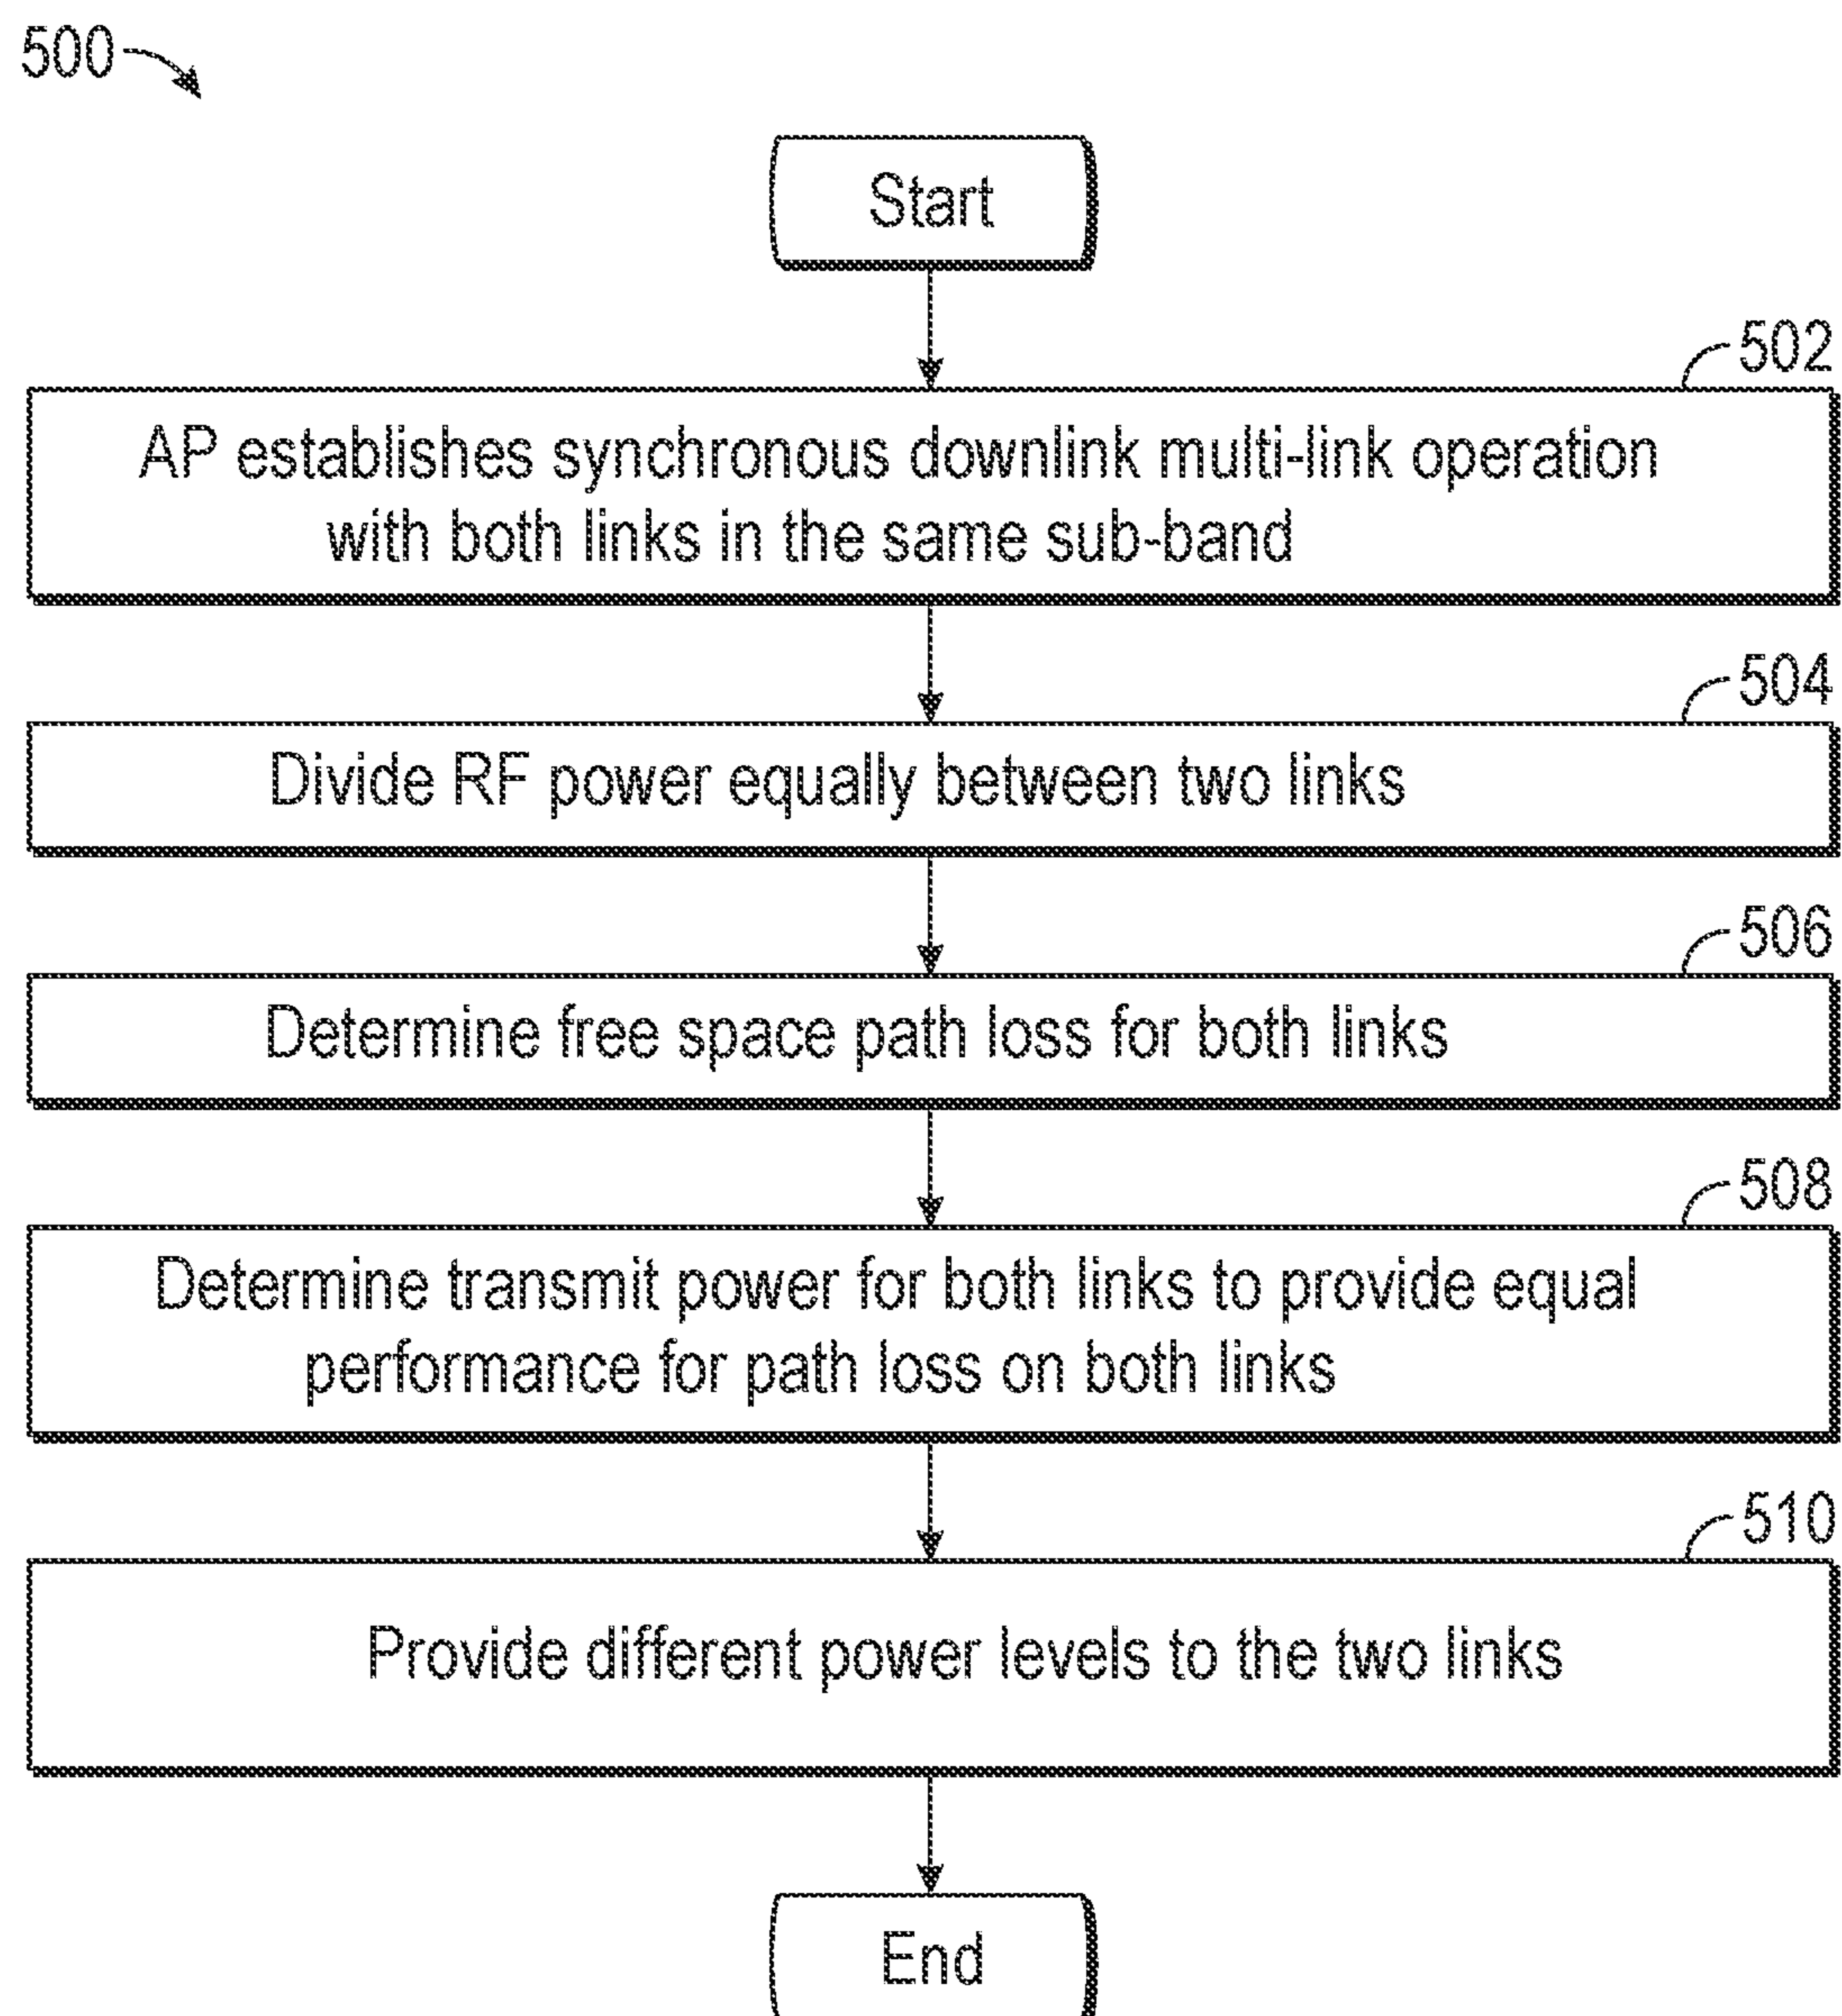 500
Start
502
AP establishes synchronous downlink multi-link operation
with both links in the same sub-band
504
Divide RF power equally between two links
506
Determine free space path loss for both links
508
Determine transmit power for both links to provide equal
performance for path loss on both links
510
Provide different power levels to the two links
End